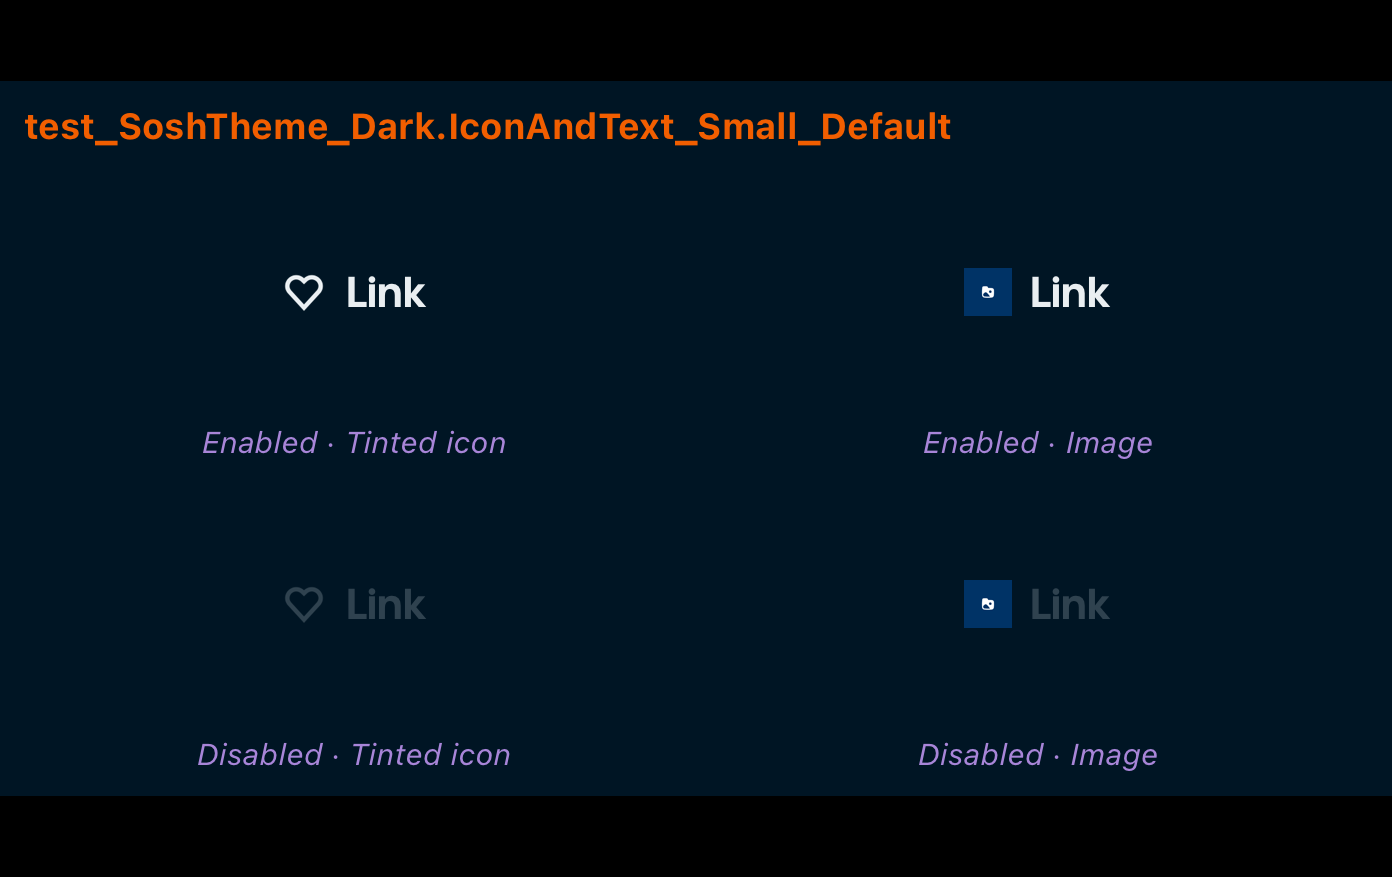 test_SoshTheme_Dark.IconAndText_Small_Default
Link
Link
Enabled · Tinted icon
Enabled · Image
Link
Link
Disabled · Tinted icon
Disabled · Image